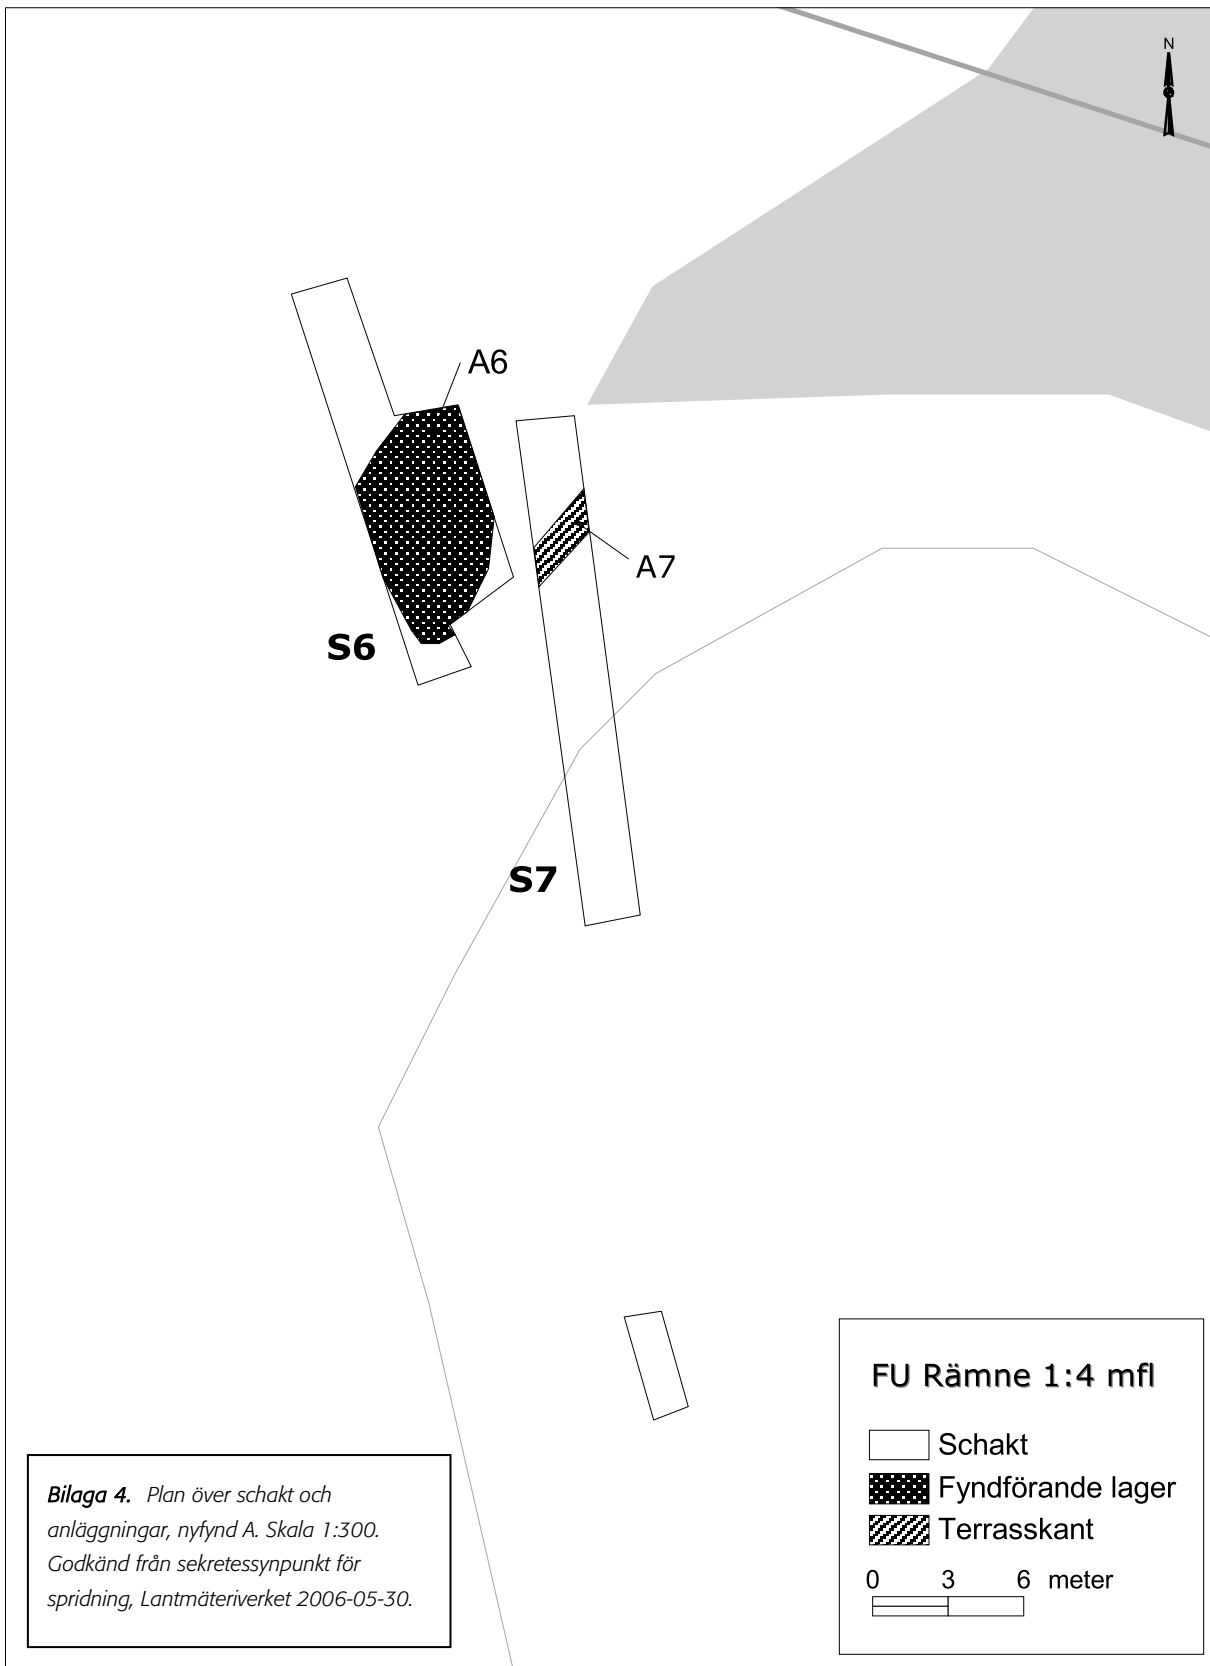 N
A6
A7
S6
S7
FU Rämne 1:4 mfl
Schakt
Fyndförande lager
Terrasskant
0 3 6 meter
Bilaga 4. Plan över schakt och
anläggningar, nyfynd A. Skala 1:300.
Godkänd från sekretessynpunkt för
spridning, Lantmäteriverket 2006-05-30.